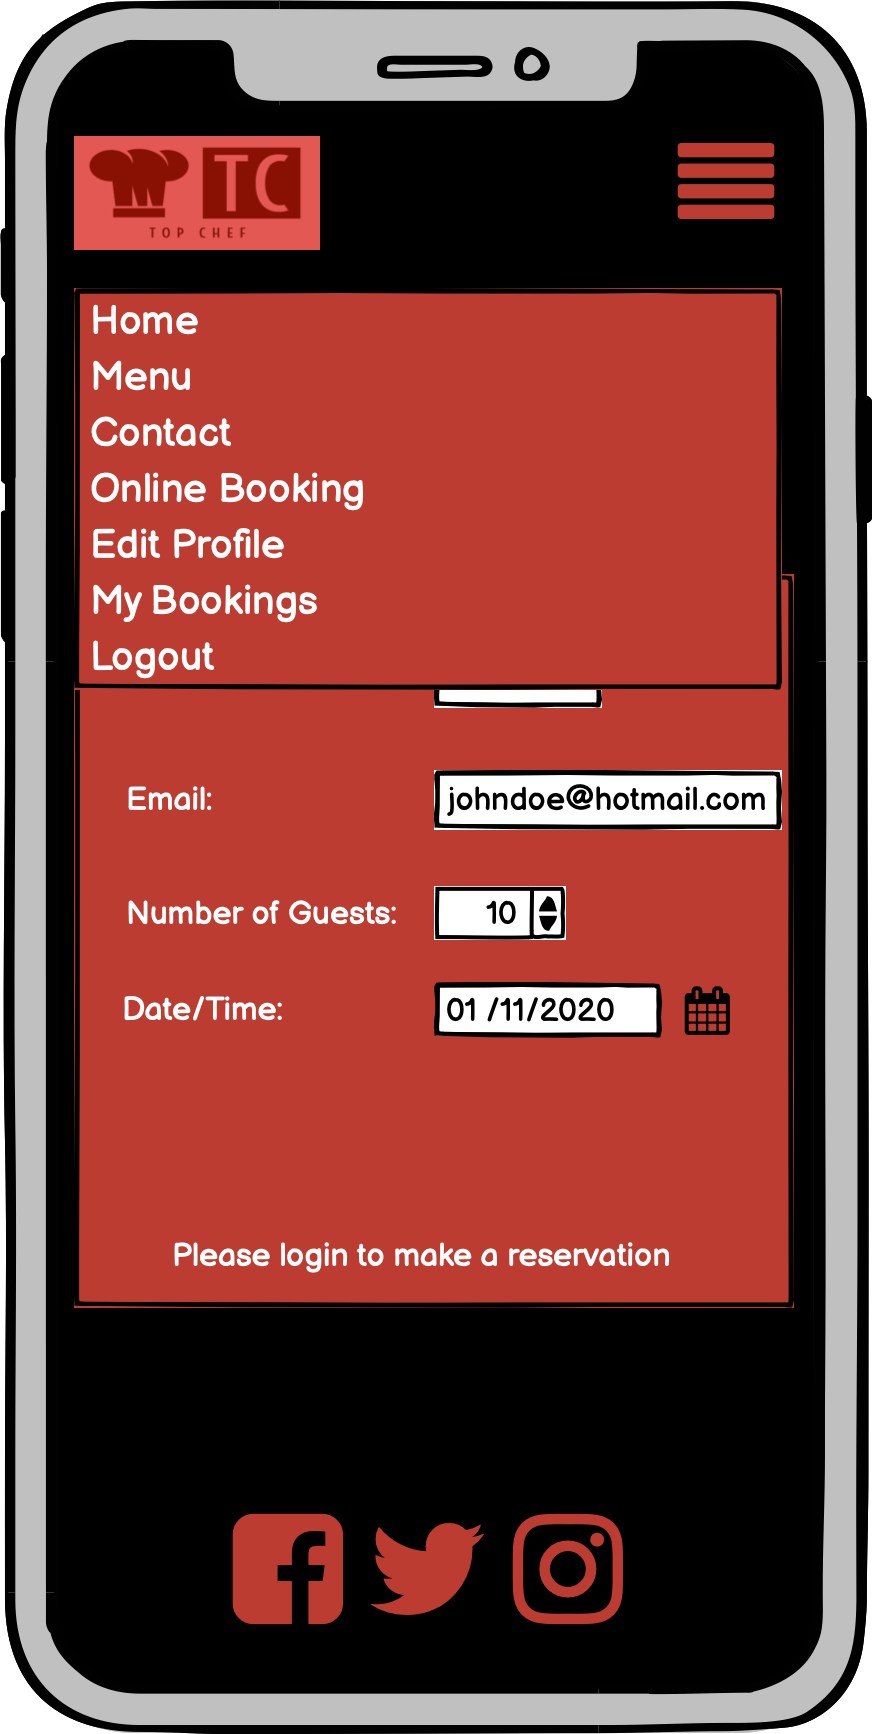 TC
TOP CHEF
Home
Menu
Contact
Online Booking
Edit Profile
My Bookings
Logout
Email: johndoe@hotmail.com
Number of Guests: 10
Date/Time: 01 /11/2020
Please login to make a reservation